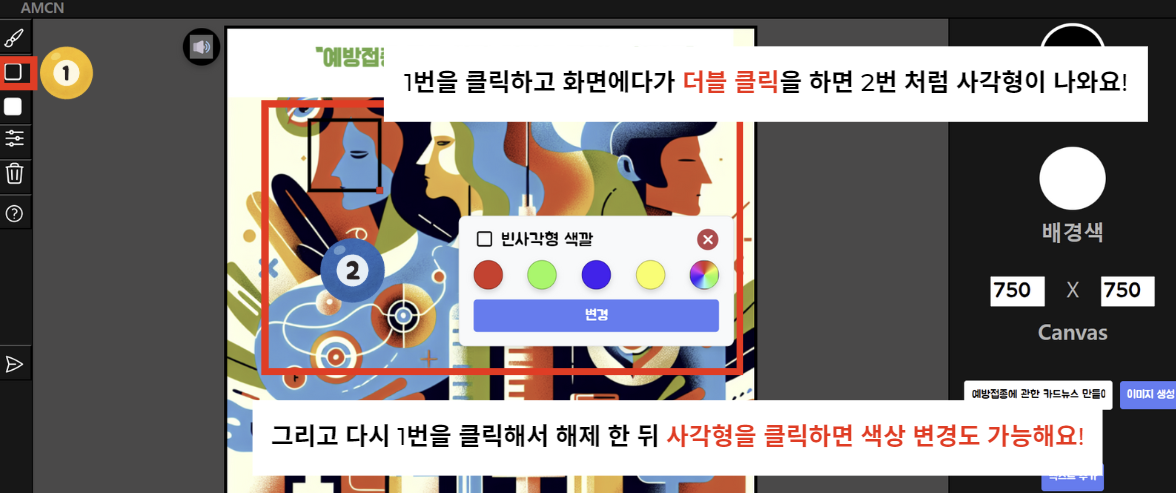 AMCN
1
"예방접종
1번을 클릭하고 화면에다가 더블 클릭을 하면 2번 처럼 사각형이 나와요!
빈사각형 색깔
2
변경
배경색
750 X 750
Canvas
예방접종에 관한 카드뉴스 만들어
이미지 생성
그리고 다시 1번을 클릭해서 해제 한 뒤 사각형을 클릭하면 색상 변경도 가능해요!